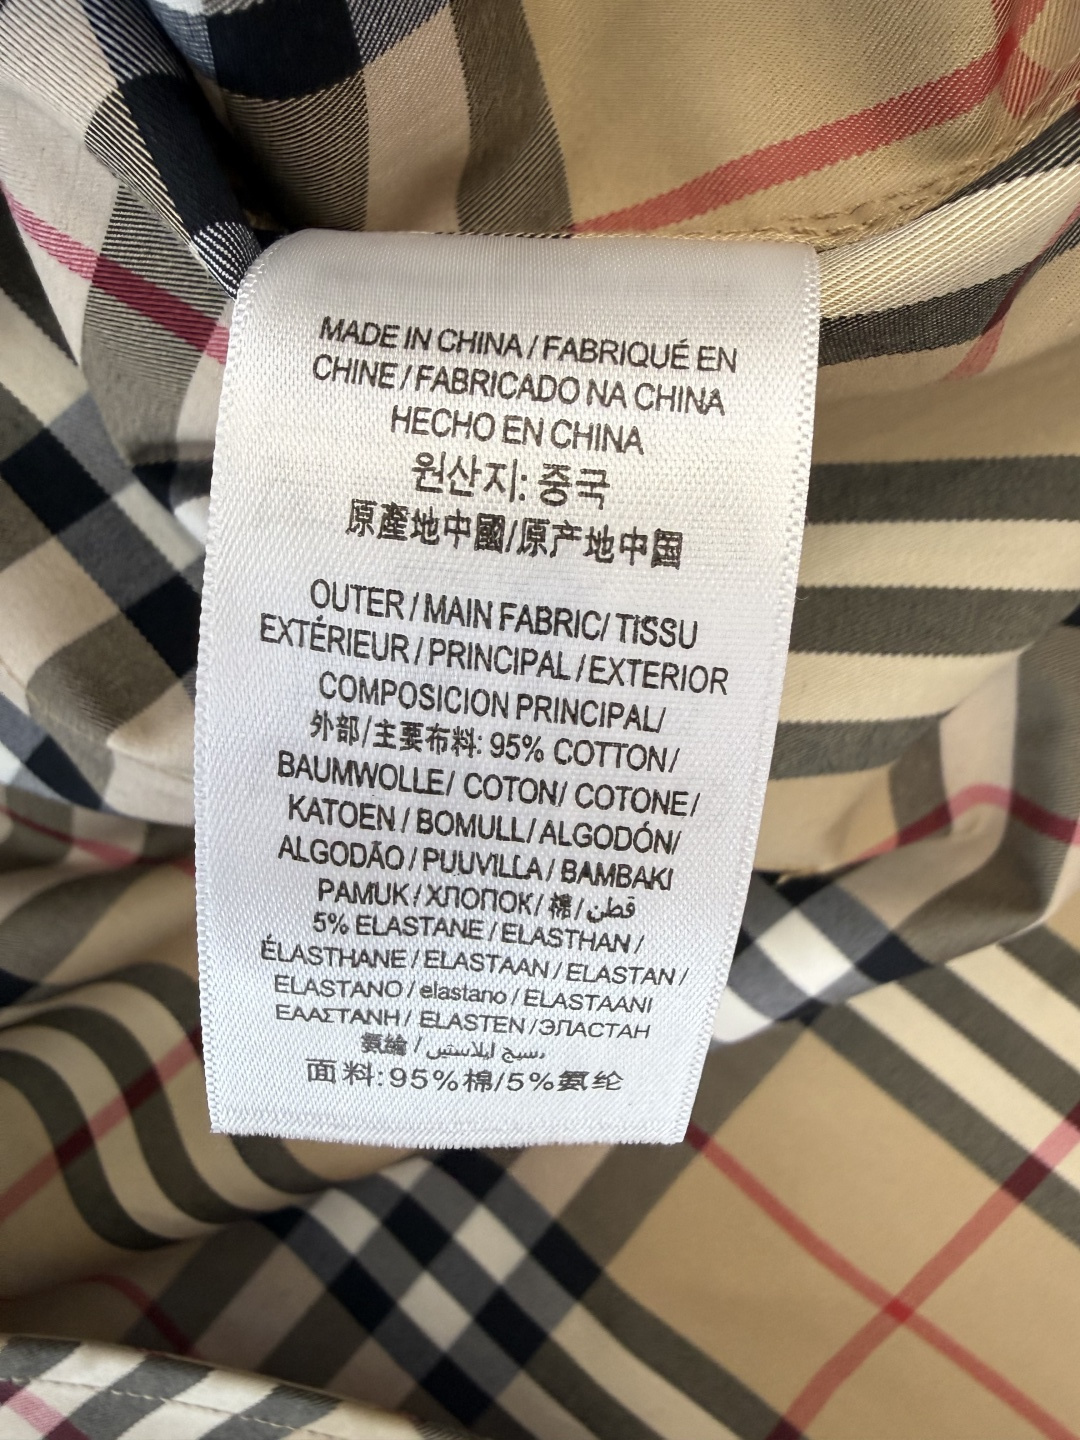 MADE IN CHINA / FABRIQUÉ EN
CHINE / FABRICADO NA CHINA
HECHO EN CHINA
원산지: 중국
原產地中國/原产地中国
OUTER / MAIN FABRIC/ TISSU
EXTÉRIEUR / PRINCIPAL / EXTERIOR
COMPOSICION PRINCIPAL/
外部/主要布料: 95% COTTON/
BAUMWOLLE/ COTON/ COTONE/
KATOEN / BOMULL/ ALGODÓN/
ALGODÃO / PUUVILLA / BAMBAKI
PAMUK / ХЛОПОК/ 棉/ قطن
5% ELASTANE / ELASTHAN /
ÉLASTHANE / ELASTAAN / ELASTAN /
ELASTANO / elastano / ELASTAANI
ΕΛΑΣΤΑΝΗ / ELASTEN /ЭЛАСТАН
氨綸 / نسيج ايلاستين
面料:95%棉/5%氨纶